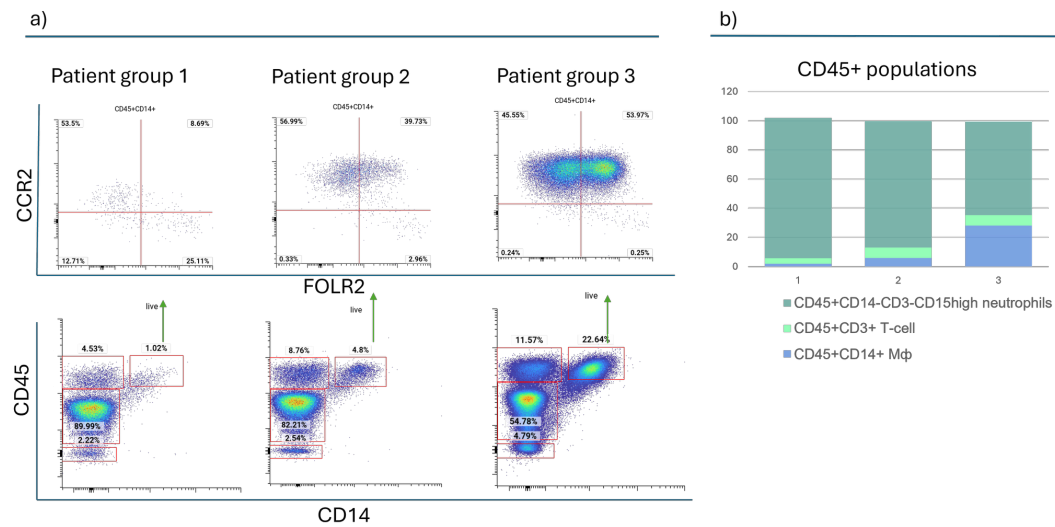 a)
b)
Patient group 1
Patient group 2
Patient group 3
CD45+CD14+
CD45+CD14+
CD45+CD14+
53.5%
8.69%
12.71%
25.11%
56.99%
39.73%
0.33%
2.96%
45.55%
53.97%
0.24%
0.25%
CCR2
FOLR2
live
live
live
4.53%
1.02%
89.99%
2.22%
8.76%
4.8%
82.21%
2.54%
11.57%
22.64%
54.78%
4.79%
CD45
CD14
CD45+ populations
120
100
80
60
40
20
0
1
2
3
CD45+CD14-CD3-CD15high neutrophils
CD45+CD3+ T-cell
CD45+CD14+ Mф